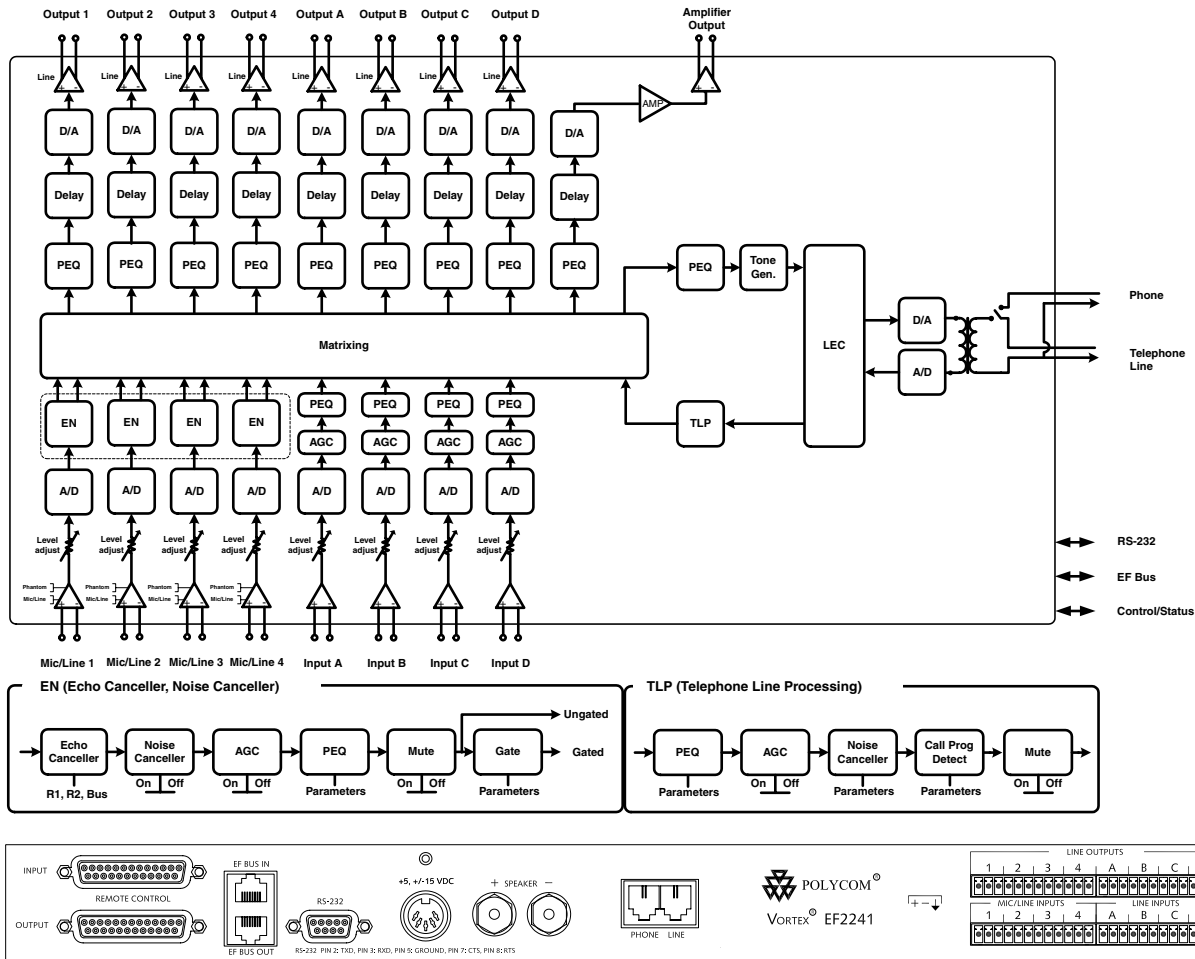 Output 1 Output 2 Output 3 Output 4 Output A Output B Output C Output D Amplifier Output
Line Line Line Line Line Line Line Line
AMP
D/A D/A D/A D/A D/A D/A D/A D/A D/A
Delay Delay Delay Delay Delay Delay Delay Delay Delay
PEQ PEQ PEQ PEQ PEQ PEQ PEQ PEQ PEQ PEQ Tone Gen.
Phone
D/A
Matrixing LEC
Telephone Line
A/D
PEQ PEQ PEQ PEQ
EN EN EN EN TLP
AGC AGC AGC AGC
A/D A/D A/D A/D A/D A/D A/D A/D
Level adjust Level adjust Level adjust Level adjust Level adjust Level adjust Level adjust Level adjust
RS-232
EF Bus
Phantom Phantom Phantom Phantom
Mic/Line Mic/Line Mic/Line Mic/Line
+ - + - + - + - + - + - + - + -
Control/Status
Mic/Line 1 Mic/Line 2 Mic/Line 3 Mic/Line 4 Input A Input B Input C Input D
EN (Echo Canceller, Noise Canceller)
Ungated
Echo Canceller Noise Canceller AGC PEQ Mute Gate Gated
R1, R2, Bus On Off On Off Parameters On Off Parameters
TLP (Telephone Line Processing)
PEQ AGC Noise Canceller Call Prog Detect Mute
Parameters On Off Parameters Parameters On Off
INPUT
REMOTE CONTROL
OUTPUT
EF BUS IN
EF BUS OUT
RS-232
RS-232 PIN 2: TXD, PIN 3: RXD, PIN 5: GROUND, PIN 7: CTS, PIN 8: RTS
+5, +/-15 VDC
+ SPEAKER −
PHONE LINE
POLYCOM®
VORTEX® EF2241
+ −
LINE OUTPUTS
1 2 3 4 A B C
MIC/LINE INPUTS LINE INPUTS
1 2 3 4 A B C